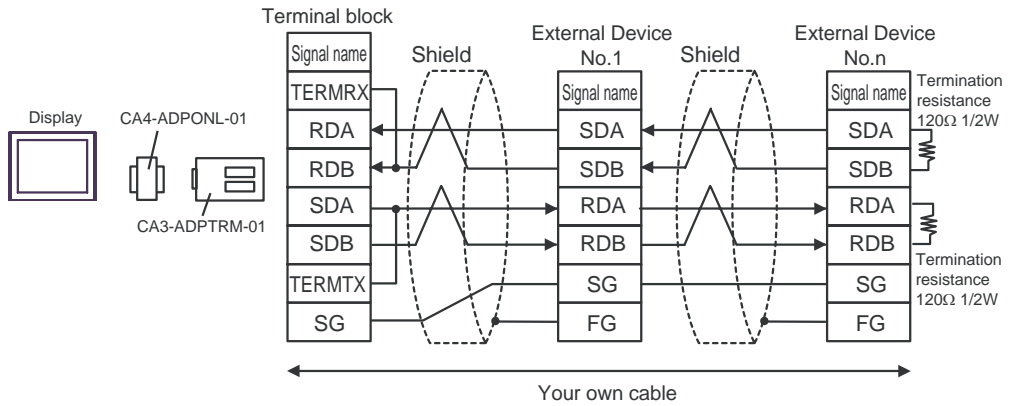 Terminal block
Signal name
TERMRX
RDA
RDB
SDA
SDB
TERMTX
SG
Shield
External Device
No.1
Signal name
SDA
SDB
RDA
RDB
SG
FG
Shield
External Device
No.n
Signal name
SDA
SDB
RDA
RDB
SG
FG
Termination
resistance
120Ω 1/2W
Termination
resistance
120Ω 1/2W
Display
CA4-ADPONL-01
CA3-ADPTRM-01
Your own cable